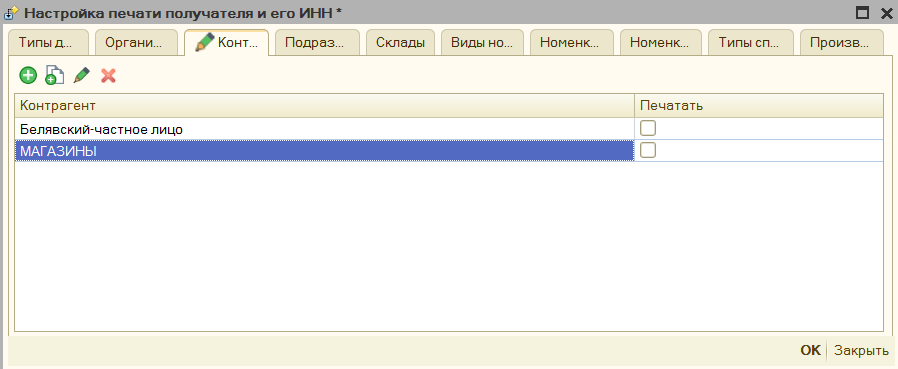 Настройка печати получателя и его ИНН *
Типы д... Органи... Конт... Подраз... Склады Виды но... Номенк... Номенк... Типы сп... Произв...
Контрагент Печатать
Белявский-частное лицо
МАГАЗИНЫ
ОК Закрыть